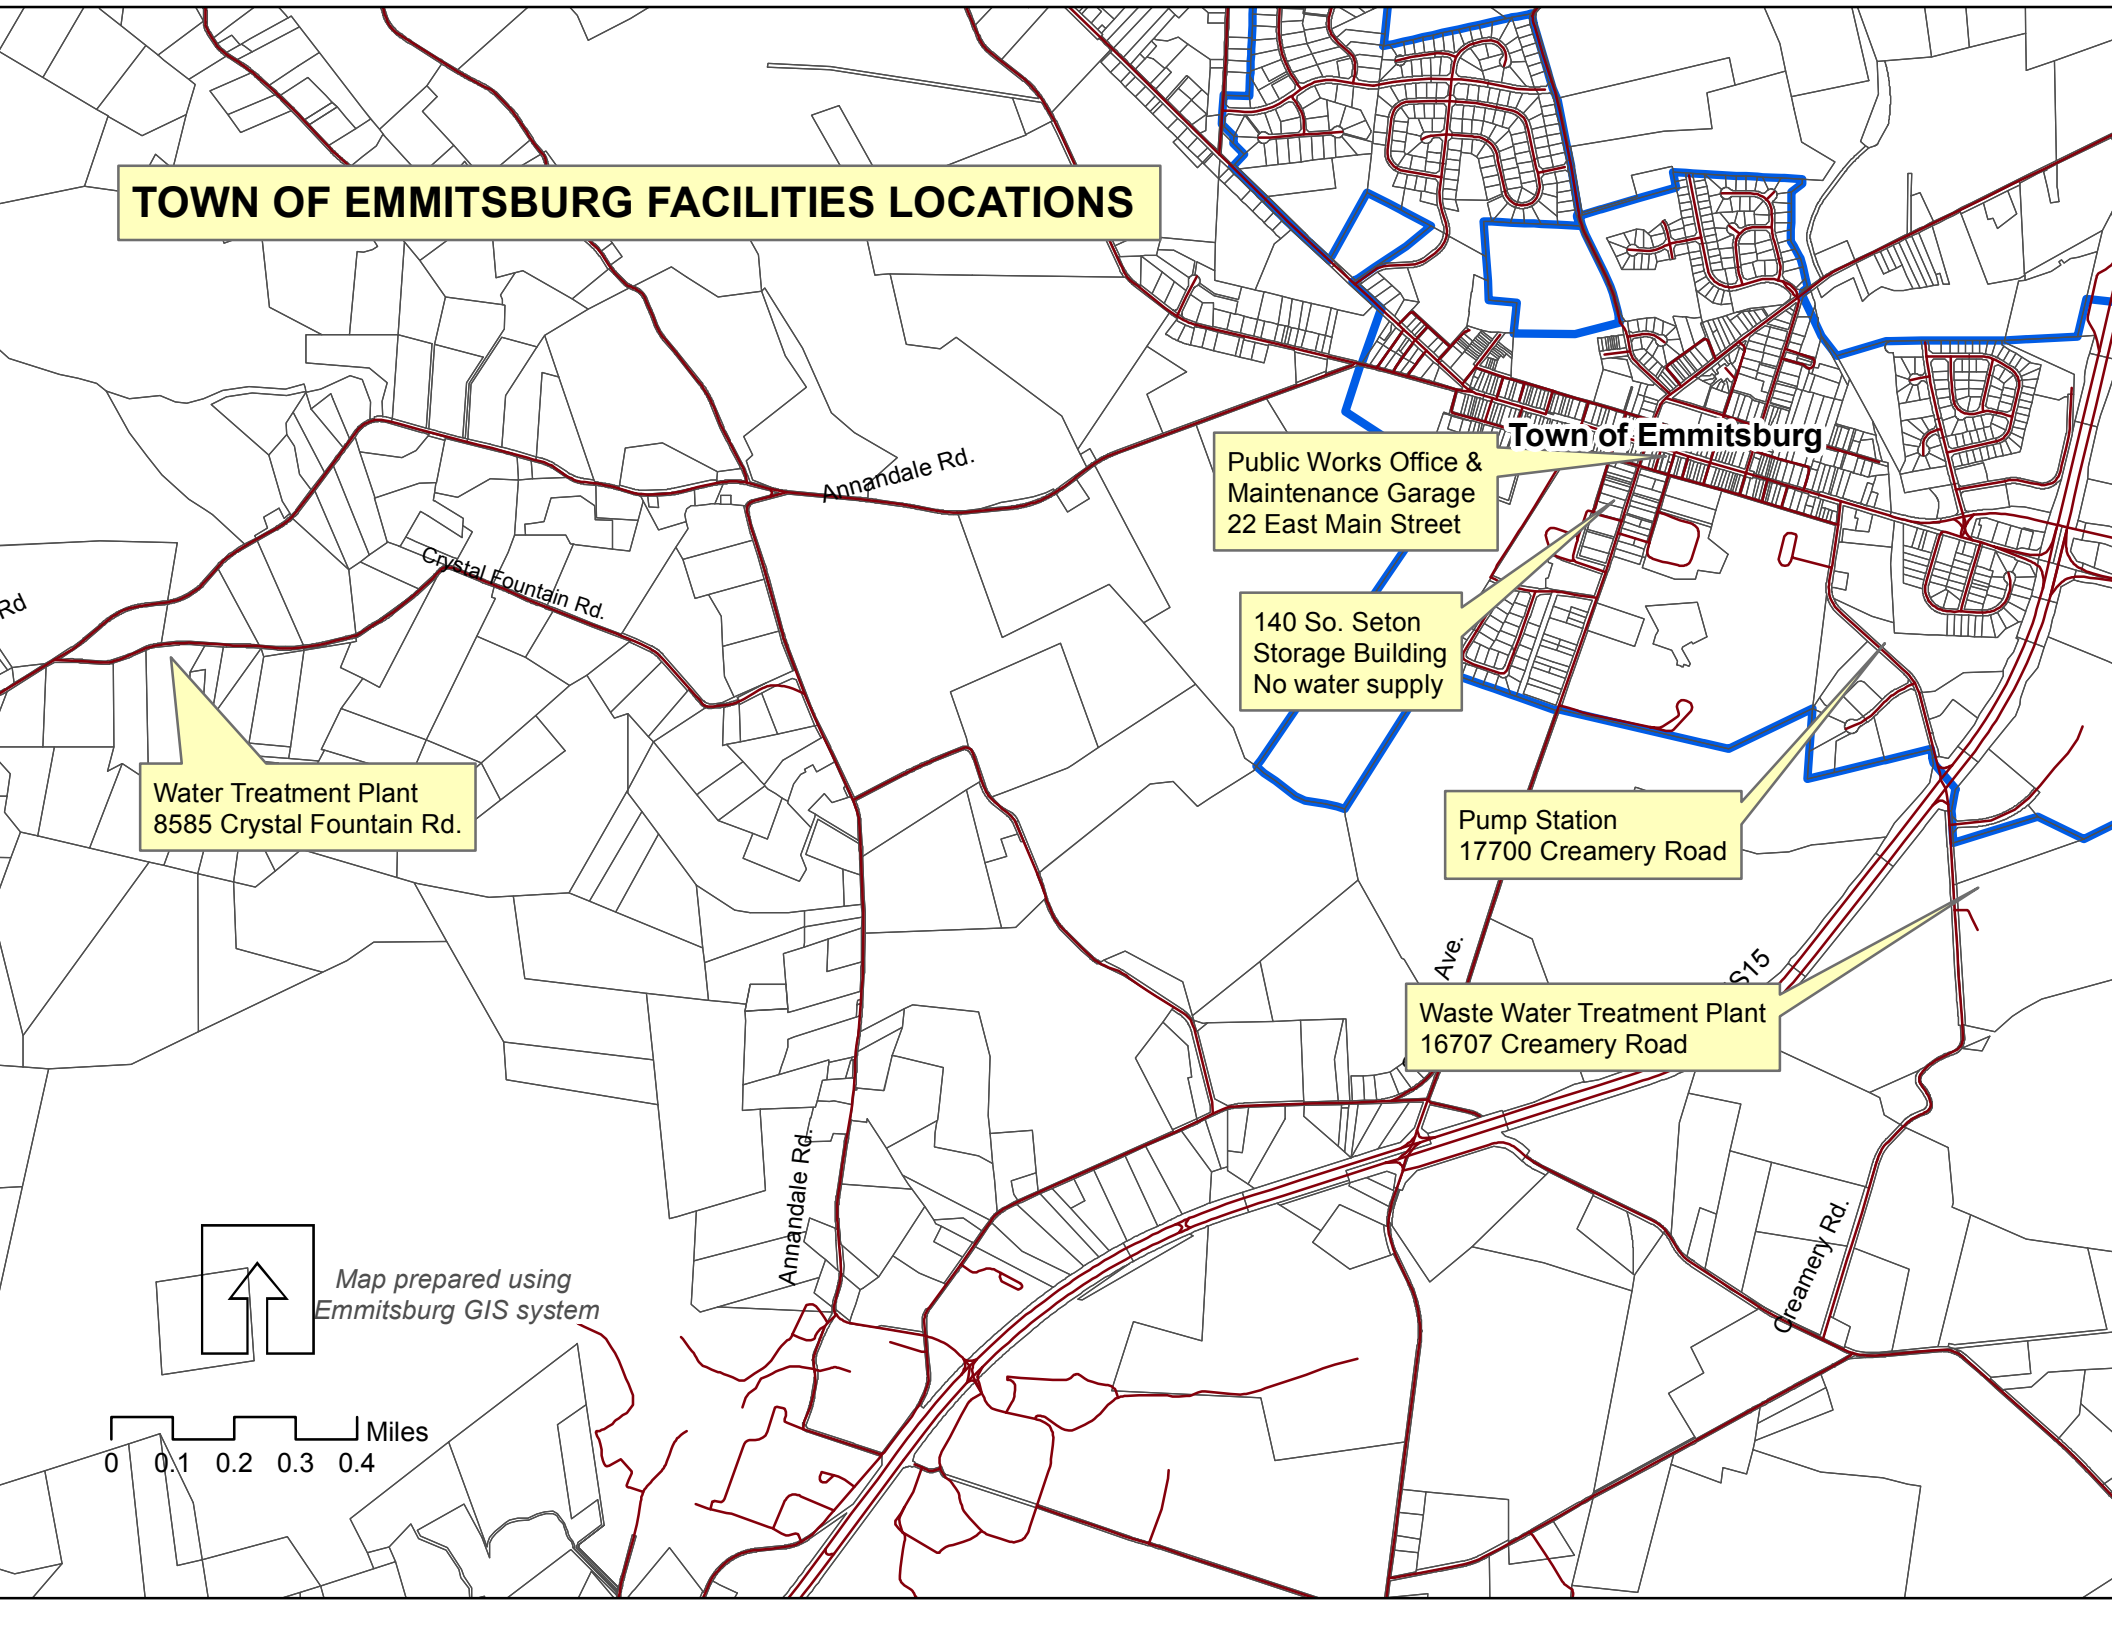 TOWN OF EMMITSBURG FACILITIES LOCATIONS
Town of Emmitsburg
Public Works Office &
Maintenance Garage
22 East Main Street
Annandale Rd.
Crystal Fountain Rd.
Rd
140 So. Seton
Storage Building
No water supply
Water Treatment Plant
8585 Crystal Fountain Rd.
Pump Station
17700 Creamery Road
Ave.
S15
Waste Water Treatment Plant
16707 Creamery Road
Annandale Rd.
Creamery Rd.
Map prepared using
Emmitsburg GIS system
Miles
0 0.1 0.2 0.3 0.4